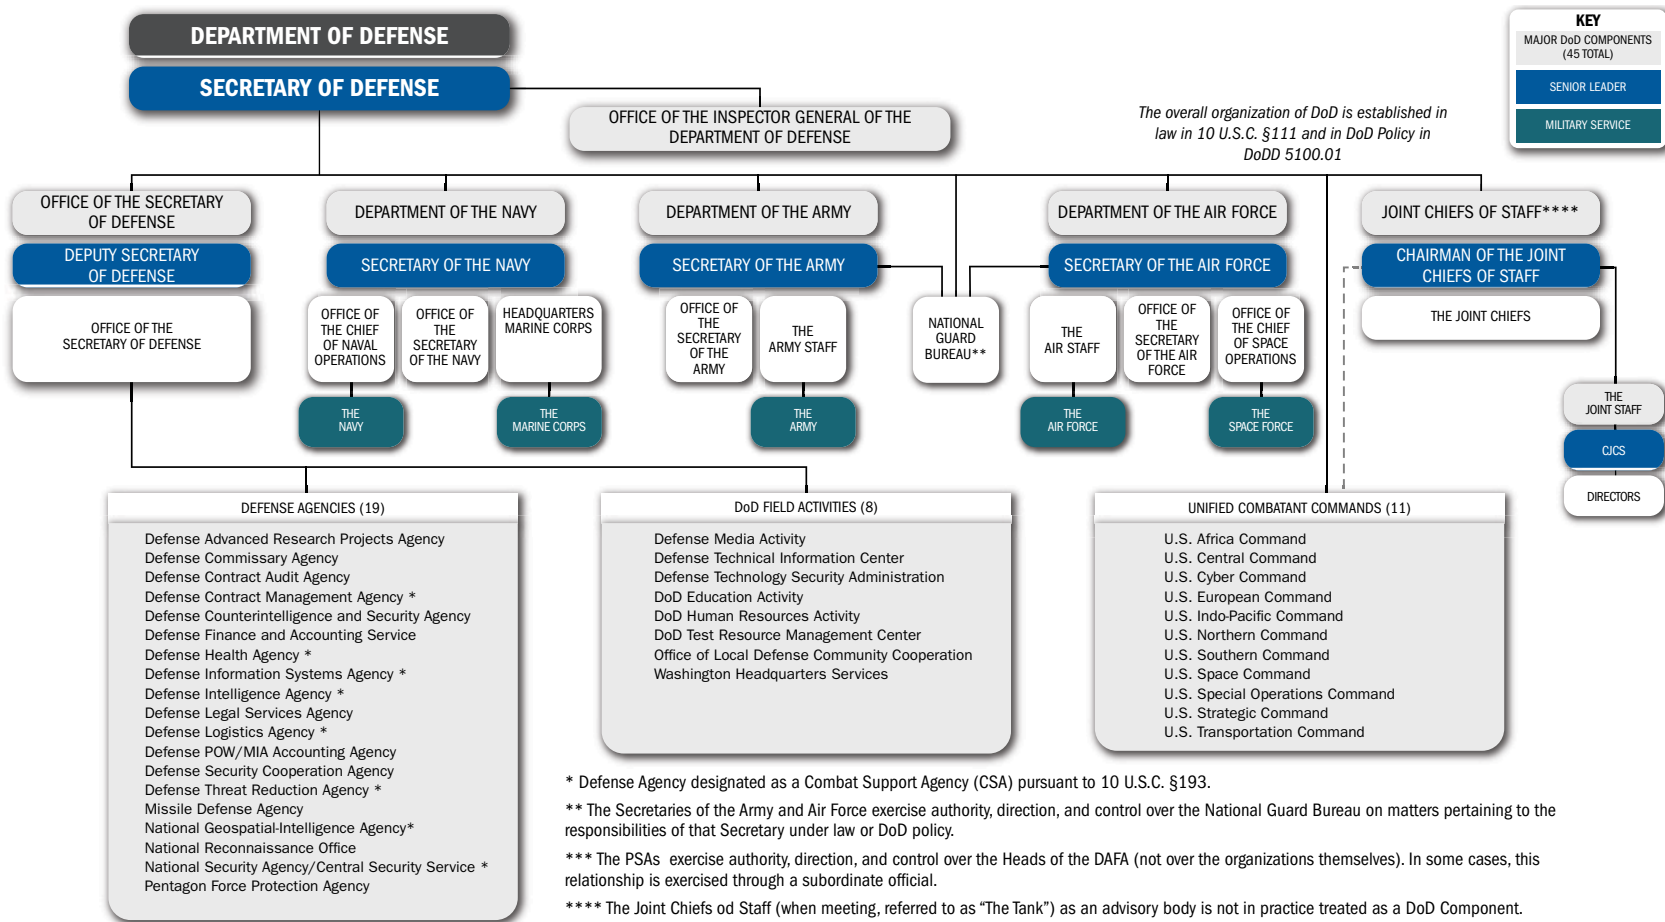 DEPARTMENT OF DEFENSE
SECRETARY OF DEFENSE
OFFICE OF THE INSPECTOR GENERAL OF THE
DEPARTMENT OF DEFENSE
The overall organization of DoD is established in
law in 10 U.S.C. §111 and in DoD Policy in
DoDD 5100.01
KEY
MAJOR DoD COMPONENTS
(45 TOTAL)
SENIOR LEADER
MILITARY SERVICE
OFFICE OF THE SECRETARY
OF DEFENSE
DEPUTY SECRETARY
OF DEFENSE
OFFICE OF THE
SECRETARY OF DEFENSE
DEPARTMENT OF THE NAVY
SECRETARY OF THE NAVY
OFFICE OF
THE CHIEF
OF NAVAL
OPERATIONS
OFFICE OF
THE
SECRETARY
OF THE NAVY
HEADQUARTERS
MARINE CORPS
THE
NAVY
THE
MARINE CORPS
DEPARTMENT OF THE ARMY
SECRETARY OF THE ARMY
OFFICE OF
THE
SECRETARY
OF THE
ARMY
THE
ARMY STAFF
THE
ARMY
NATIONAL
GUARD
BUREAU**
DEPARTMENT OF THE AIR FORCE
SECRETARY OF THE AIR FORCE
THE
AIR STAFF
OFFICE OF
THE
SECRETARY
OF THE AIR
FORCE
OFFICE OF
THE CHIEF
OF SPACE
OPERATIONS
THE
AIR FORCE
THE
SPACE FORCE
JOINT CHIEFS OF STAFF****
CHAIRMAN OF THE JOINT
CHIEFS OF STAFF
THE JOINT CHIEFS
THE
JOINT STAFF
CJCS
DIRECTORS
DEFENSE AGENCIES (19)
Defense Advanced Research Projects Agency
Defense Commissary Agency
Defense Contract Audit Agency
Defense Contract Management Agency *
Defense Counterintelligence and Security Agency
Defense Finance and Accounting Service
Defense Health Agency *
Defense Information Systems Agency *
Defense Intelligence Agency *
Defense Legal Services Agency
Defense Logistics Agency *
Defense POW/MIA Accounting Agency
Defense Security Cooperation Agency
Defense Threat Reduction Agency *
Missile Defense Agency
National Geospatial-Intelligence Agency*
National Reconnaissance Office
National Security Agency/Central Security Service *
Pentagon Force Protection Agency
DoD FIELD ACTIVITIES (8)
Defense Media Activity
Defense Technical Information Center
Defense Technology Security Administration
DoD Education Activity
DoD Human Resources Activity
DoD Test Resource Management Center
Office of Local Defense Community Cooperation
Washington Headquarters Services
UNIFIED COMBATANT COMMANDS (11)
U.S. Africa Command
U.S. Central Command
U.S. Cyber Command
U.S. European Command
U.S. Indo-Pacific Command
U.S. Northern Command
U.S. Southern Command
U.S. Space Command
U.S. Special Operations Command
U.S. Strategic Command
U.S. Transportation Command
* Defense Agency designated as a Combat Support Agency (CSA) pursuant to 10 U.S.C. §193.
** The Secretaries of the Army and Air Force exercise authority, direction, and control over the National Guard Bureau on matters pertaining to the
responsibilities of that Secretary under law or DoD policy.
*** The PSAs exercise authority, direction, and control over the Heads of the DAFA (not over the organizations themselves). In some cases, this
relationship is exercised through a subordinate official.
**** The Joint Chiefs od Staff (when meeting, referred to as “The Tank”) as an advisory body is not in practice treated as a DoD Component.